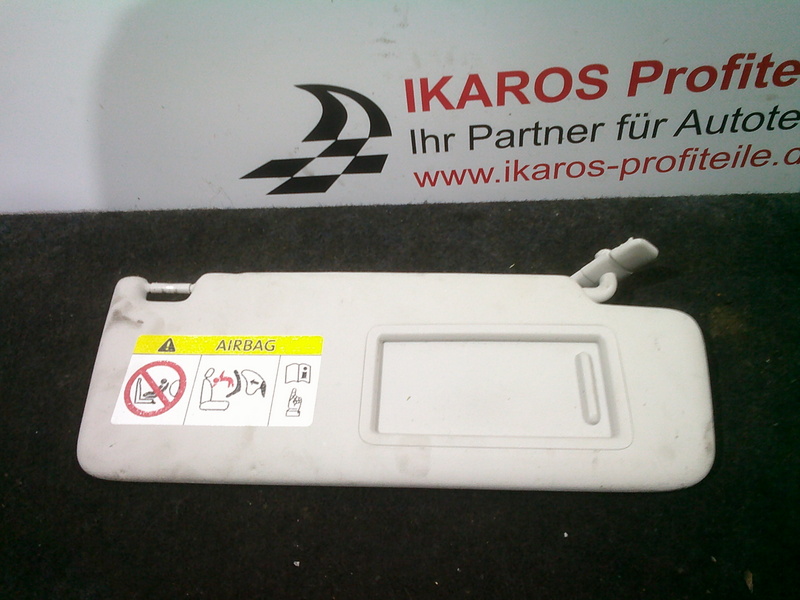 IKAROS Profite
Ihr Partner für Autote
www.ikaros-profiteile.d
AIRBAG